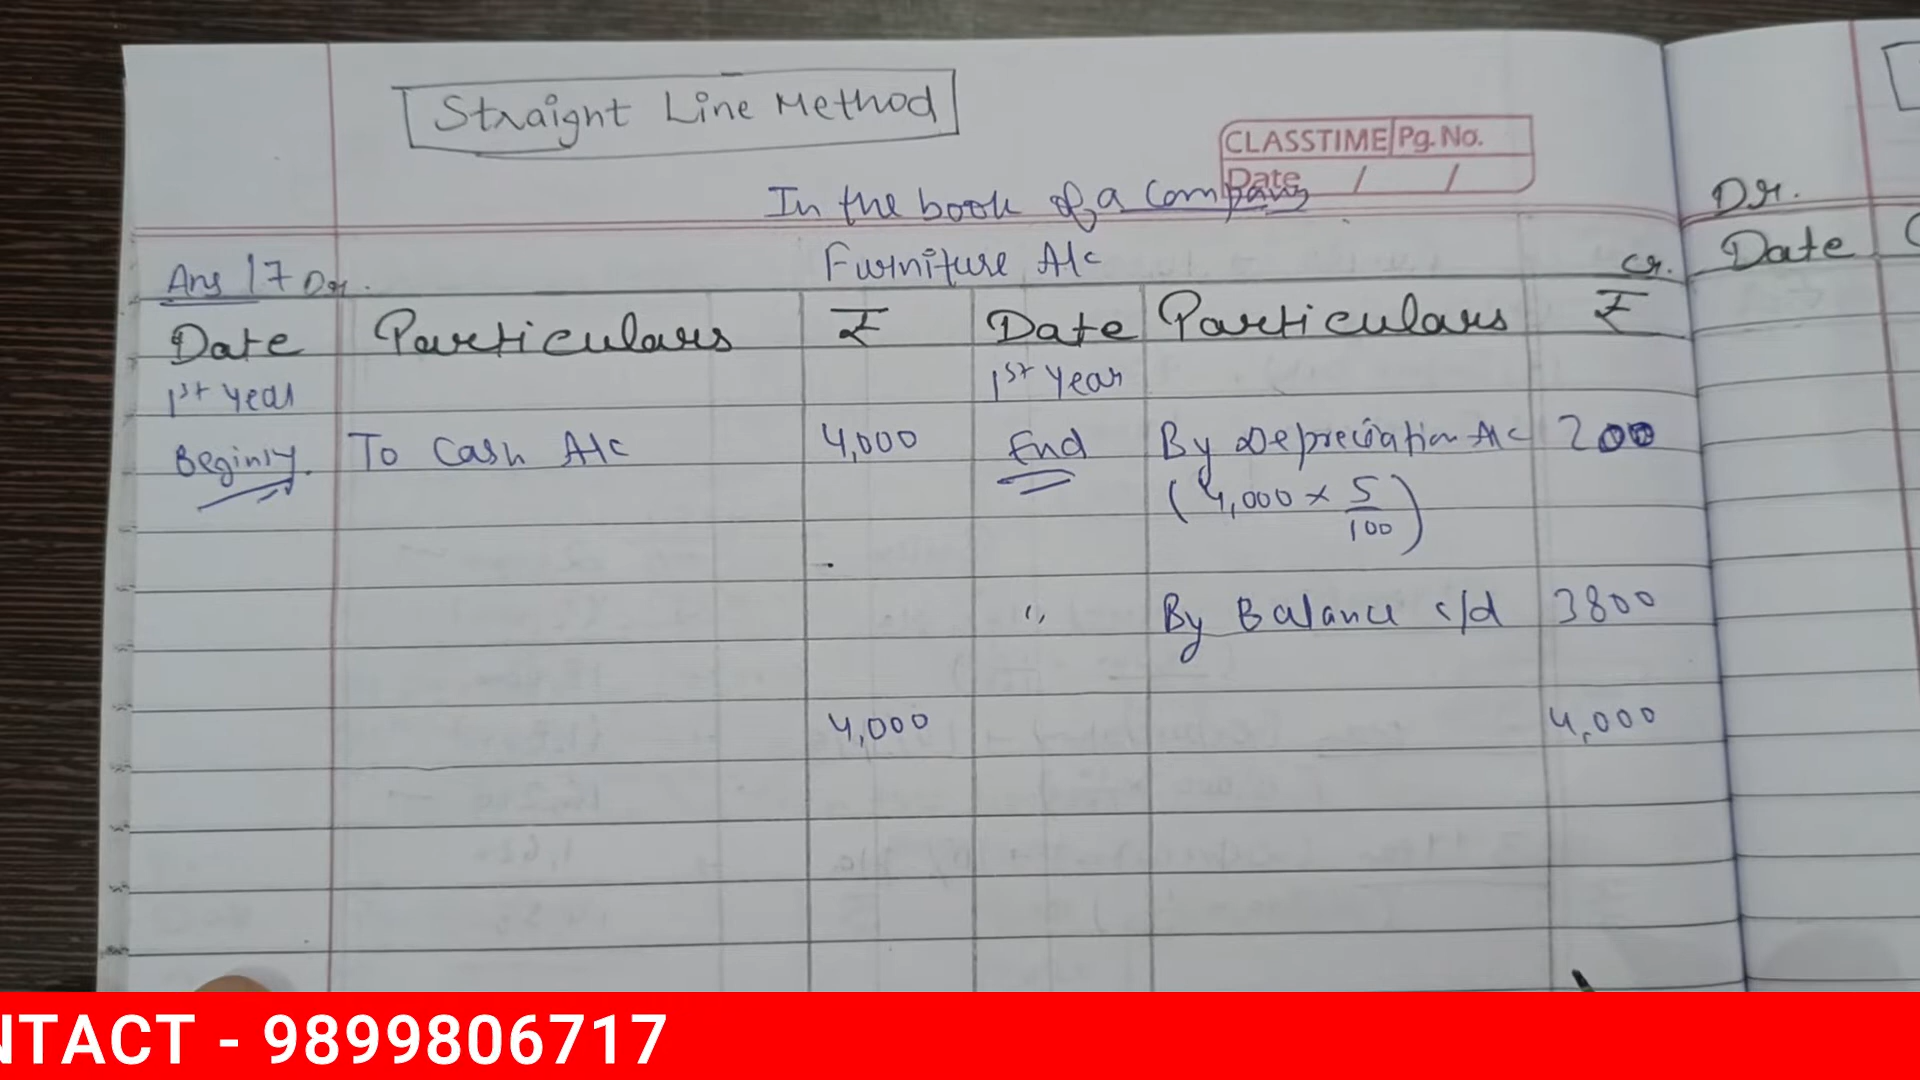 Straight Line Method
CLASSTIME Pg. No.
Date / /
In the book of a Company
Ans 17 Dr. Furniture A/c Cr.
Date Particulars ₹ Date Particulars ₹
1st year 1st year
To Cash A/c 4,000 End By Depreciation A/c 200
(4,000 × 5/100)
" By Balance c/d 3800
4,000 4,000
Dr.
Date
NTACT - 9899806717